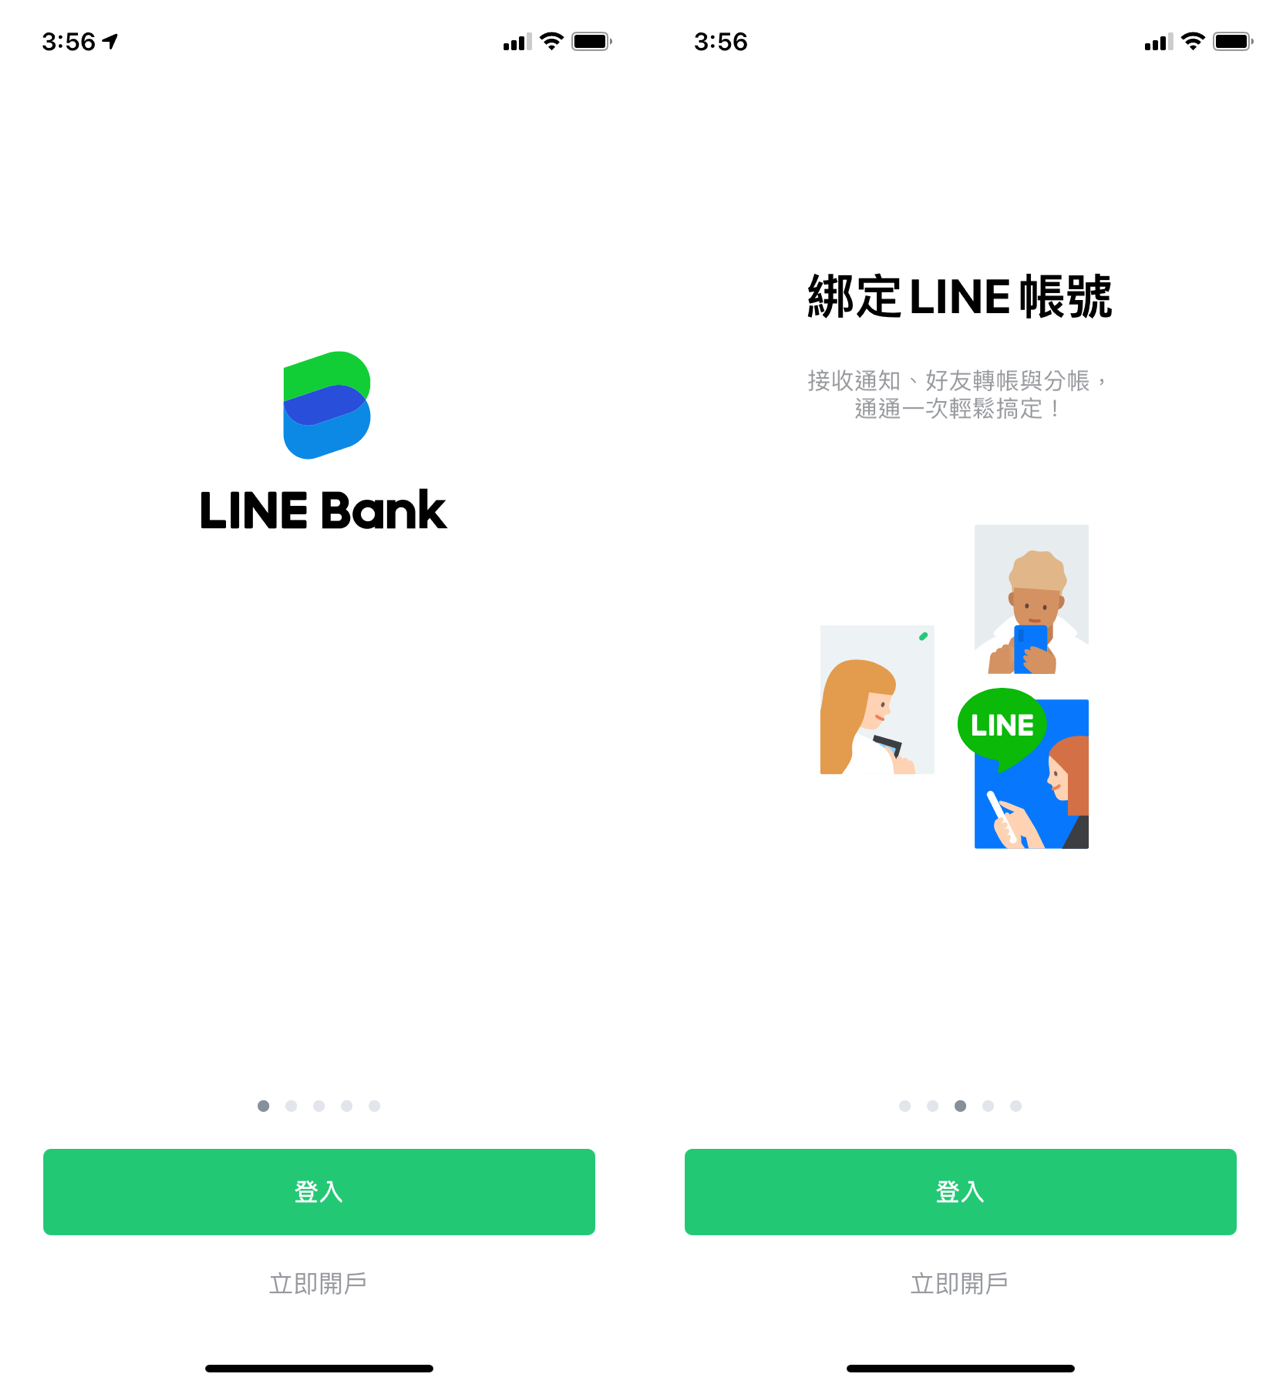 3:56
LINE Bank
登入
立即開戶
3:56
綁定 LINE 帳號
接收通知、好友轉帳與分帳，
通通一次輕鬆搞定！
LINE
登入
立即開戶